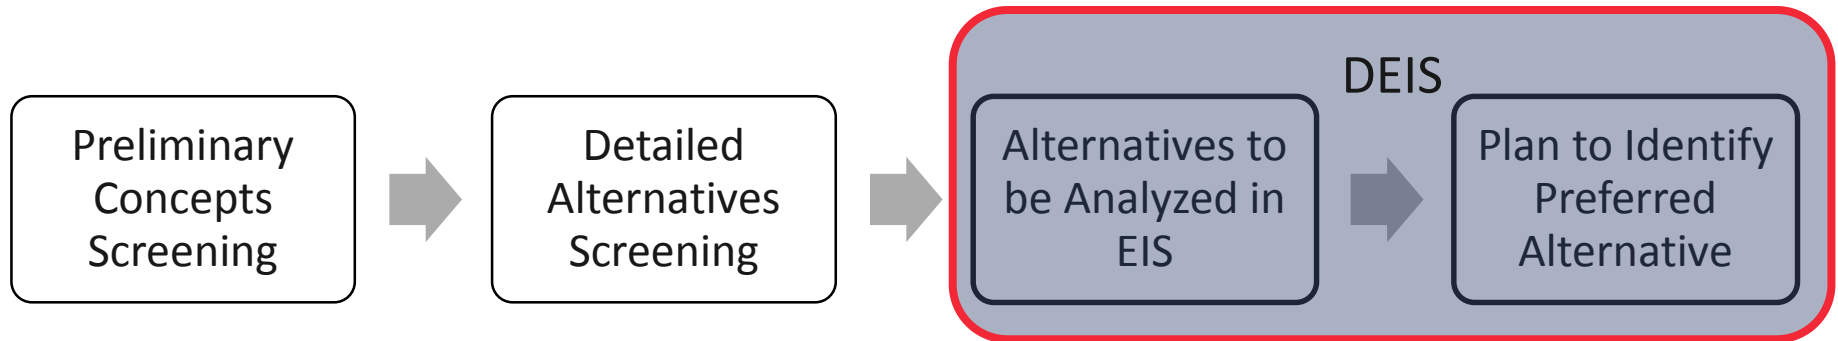 Preliminary
Concepts
Screening
Detailed
Alternatives
Screening
DEIS
Alternatives to
be Analyzed in
EIS
Plan to Identify
Preferred
Alternative